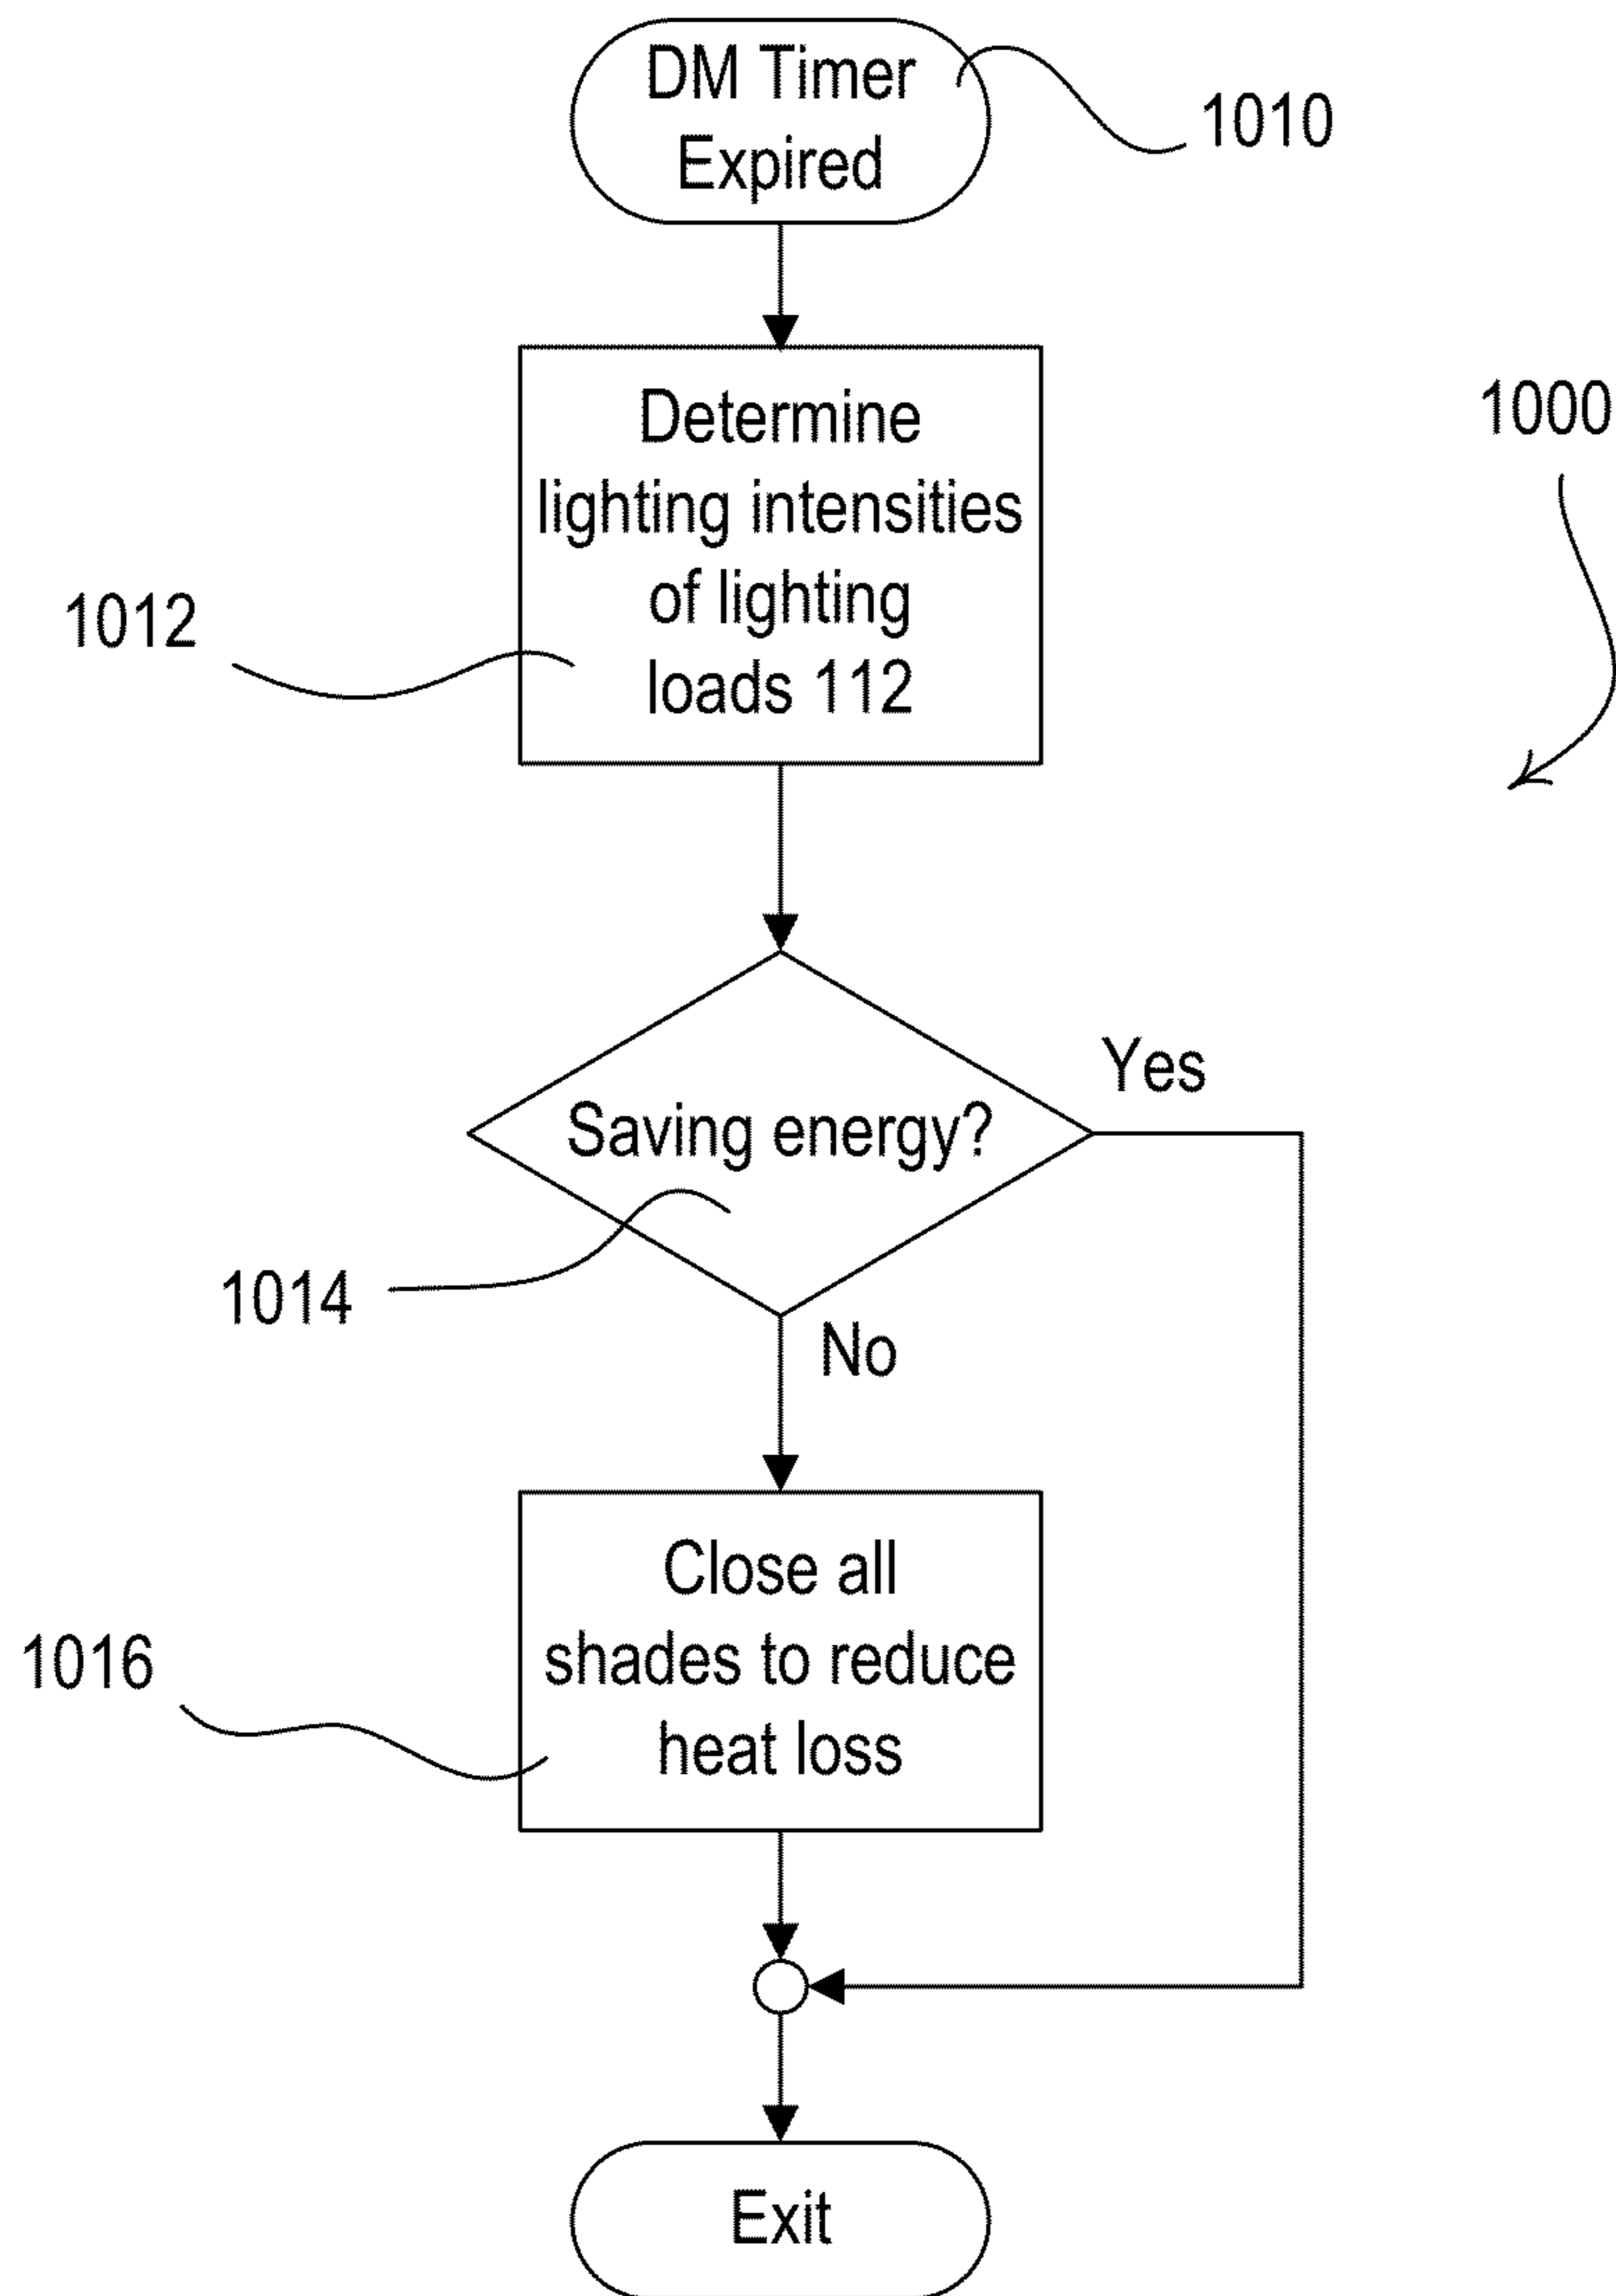 DM Timer
Expired
1010
Determine
lighting intensities
of lighting
loads 112
1000
1012
Saving energy?
Yes
1014
No
Close all
shades to reduce
heat loss
1016
Exit